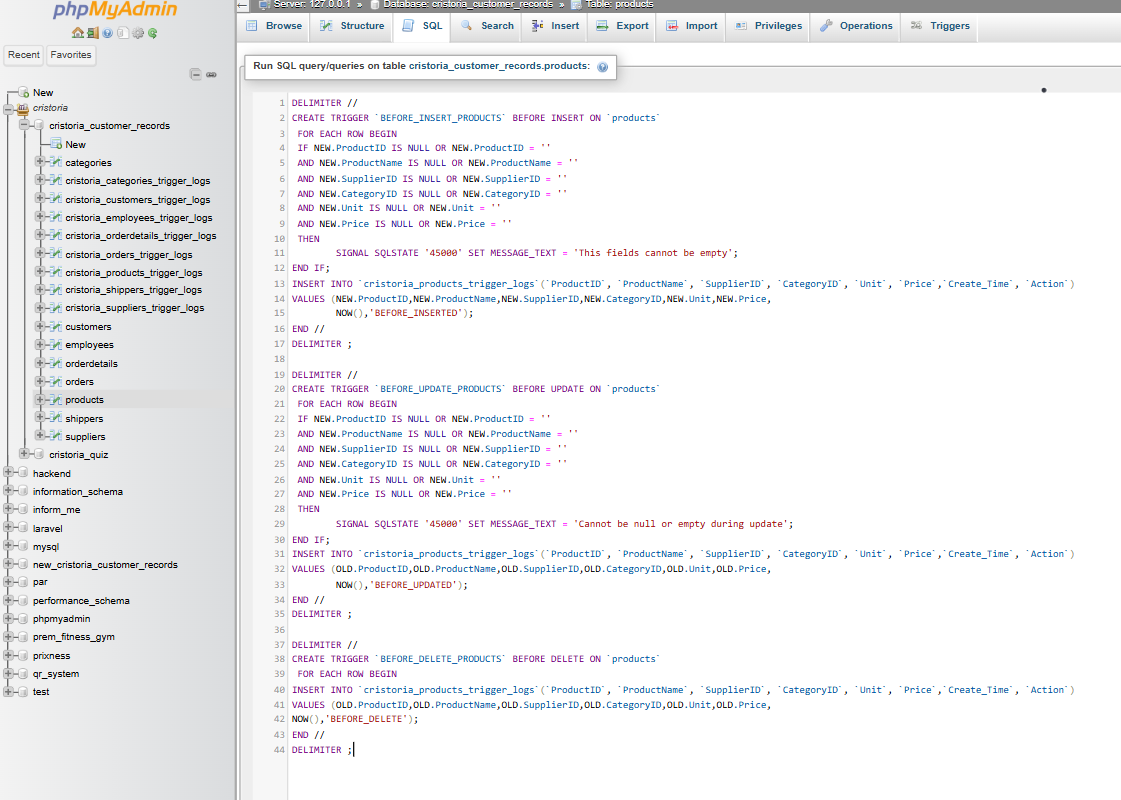 phpMyAdmin
Recent Favorites
New
cristoria
cristoria_customer_records
New
categories
cristoria_categories_trigger_logs
cristoria_customers_trigger_logs
cristoria_employees_trigger_logs
cristoria_orderdetails_trigger_logs
cristoria_orders_trigger_logs
cristoria_products_trigger_logs
cristoria_shippers_trigger_logs
cristoria_suppliers_trigger_logs
customers
employees
orderdetails
orders
products
shippers
suppliers
cristoria_quiz
hackend
information_schema
inform_me
laravel
mysql
new_cristoria_customer_records
par
performance_schema
phpmyadmin
prem_fitness_gym
prixness
qr_system
test
Server: 127.0.0.1 » Database: cristoria_customer_records » Table: products
Browse Structure SQL Search Insert Export Import Privileges Operations Triggers
Run SQL query/queries on table cristoria_customer_records.products:
1 DELIMITER //
2 CREATE TRIGGER `BEFORE_INSERT_PRODUCTS` BEFORE INSERT ON `products`
3 FOR EACH ROW BEGIN
4 IF NEW.ProductID IS NULL OR NEW.ProductID = ''
5 AND NEW.ProductName IS NULL OR NEW.ProductName = ''
6 AND NEW.SupplierID IS NULL OR NEW.SupplierID = ''
7 AND NEW.CategoryID IS NULL OR NEW.CategoryID = ''
8 AND NEW.Unit IS NULL OR NEW.Unit = ''
9 AND NEW.Price IS NULL OR NEW.Price = ''
10 THEN
11 SIGNAL SQLSTATE '45000' SET MESSAGE_TEXT = 'This fields cannot be empty';
12 END IF;
13 INSERT INTO `cristoria_products_trigger_logs`(`ProductID`, `ProductName`, `SupplierID`, `CategoryID`, `Unit`, `Price`,`Create_Time`, `Action`)
14 VALUES (NEW.ProductID,NEW.ProductName,NEW.SupplierID,NEW.CategoryID,NEW.Unit,NEW.Price,
15 NOW(),'BEFORE_INSERTED');
16 END //
17 DELIMITER ;
18
19 DELIMITER //
20 CREATE TRIGGER `BEFORE_UPDATE_PRODUCTS` BEFORE UPDATE ON `products`
21 FOR EACH ROW BEGIN
22 IF NEW.ProductID IS NULL OR NEW.ProductID = ''
23 AND NEW.ProductName IS NULL OR NEW.ProductName = ''
24 AND NEW.SupplierID IS NULL OR NEW.SupplierID = ''
25 AND NEW.CategoryID IS NULL OR NEW.CategoryID = ''
26 AND NEW.Unit IS NULL OR NEW.Unit = ''
27 AND NEW.Price IS NULL OR NEW.Price = ''
28 THEN
29 SIGNAL SQLSTATE '45000' SET MESSAGE_TEXT = 'Cannot be null or empty during update';
30 END IF;
31 INSERT INTO `cristoria_products_trigger_logs`(`ProductID`, `ProductName`, `SupplierID`, `CategoryID`, `Unit`, `Price`,`Create_Time`, `Action`)
32 VALUES (OLD.ProductID,OLD.ProductName,OLD.SupplierID,OLD.CategoryID,OLD.Unit,OLD.Price,
33 NOW(),'BEFORE_UPDATED');
34 END //
35 DELIMITER ;
36
37 DELIMITER //
38 CREATE TRIGGER `BEFORE_DELETE_PRODUCTS` BEFORE DELETE ON `products`
39 FOR EACH ROW BEGIN
40 INSERT INTO `cristoria_products_trigger_logs`(`ProductID`, `ProductName`, `SupplierID`, `CategoryID`, `Unit`, `Price`,`Create_Time`, `Action`)
41 VALUES (OLD.ProductID,OLD.ProductName,OLD.SupplierID,OLD.CategoryID,OLD.Unit,OLD.Price,
42 NOW(),'BEFORE_DELETE');
43 END //
44 DELIMITER ;